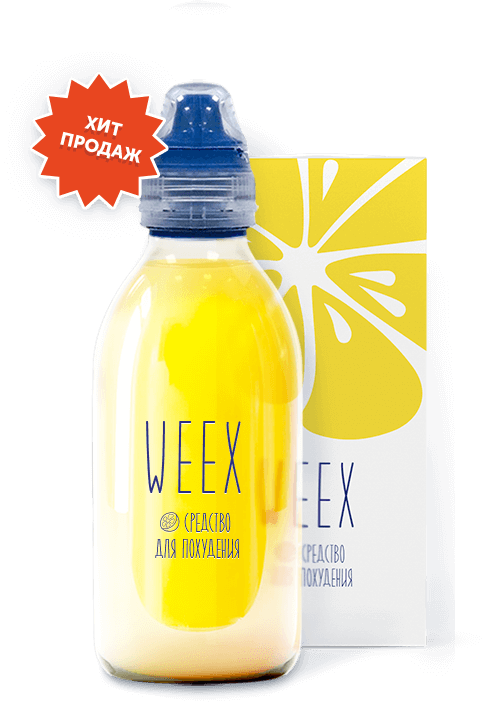 ХИТ
ПРОДАЖ
WEEX
СРЕДСТВО
ДЛЯ ПОХУДЕНИЯ
WEEX
СРЕДСТВО
ПОХУДЕНИЯ